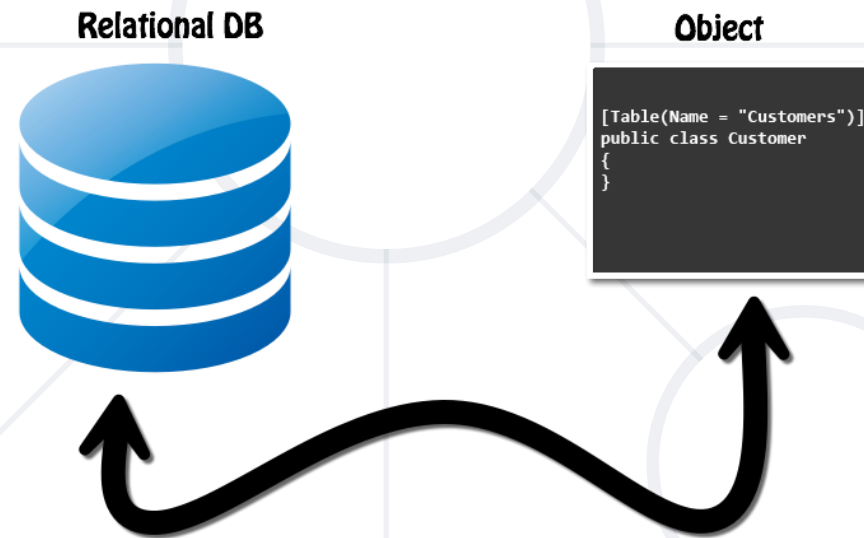 Relational DB
Object
[Table(Name = "Customers")]
public class Customer
{
}